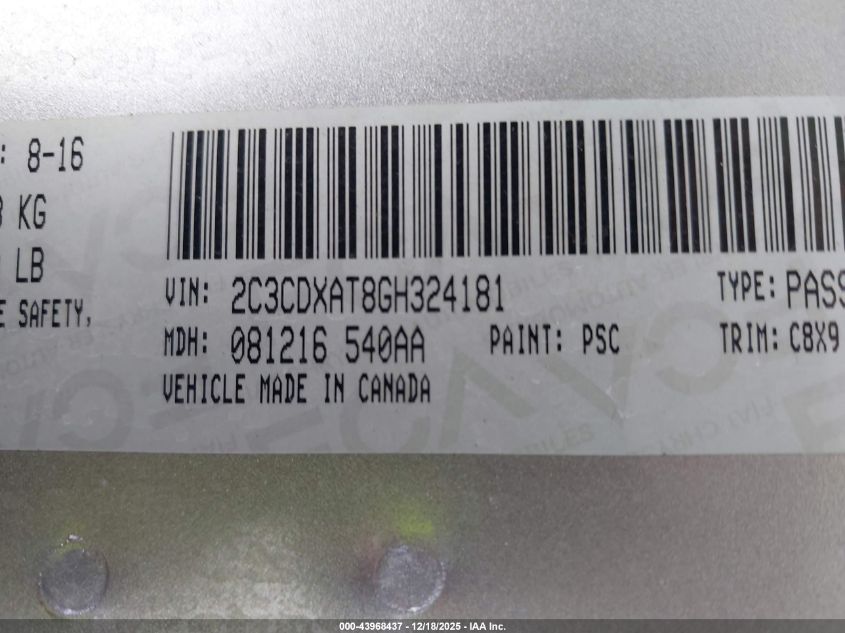 : 8-16
KG
LB
E SAFETY,
VIN: 2C3CDXAT8GH324181
TYPE: PASS
MDH: 081216 540AA
PAINT: PSC
TRIM: C8X9
VEHICLE MADE IN CANADA
000-43968437 - 12/18/2025 - IAA Inc.